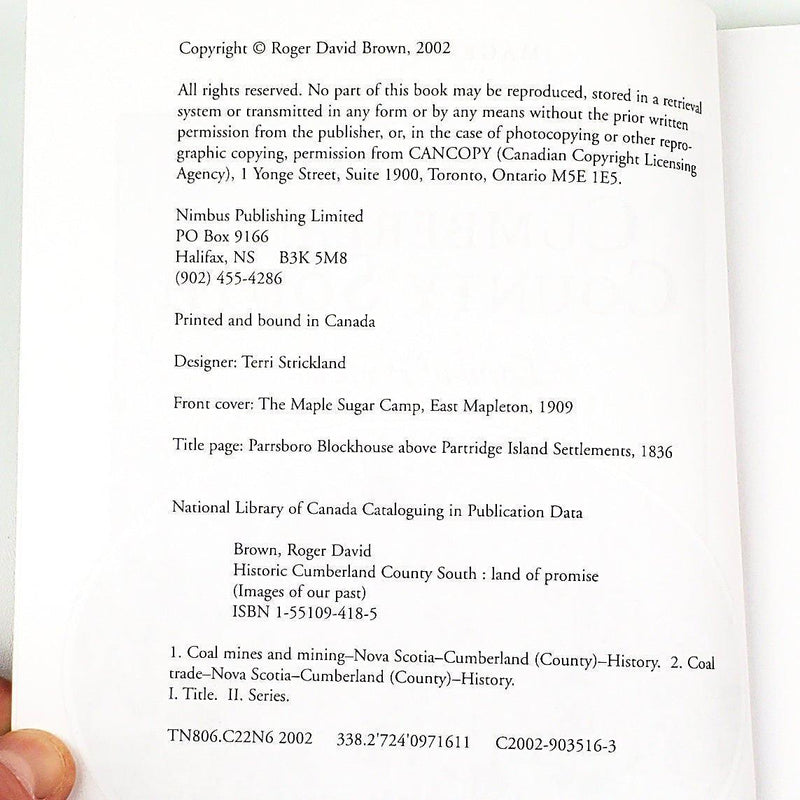 Copyright © Roger David Brown, 2002
All rights reserved. No part of this book may be reproduced, stored in a retrieval
system or transmitted in any form or by any means without the prior written
permission from the publisher, or, in the case of photocopying or other repro-
graphic copying, permission from CANCOPY (Canadian Copyright Licensing
Agency), 1 Yonge Street, Suite 1900, Toronto, Ontario M5E 1E5.
Nimbus Publishing Limited
PO Box 9166
Halifax, NS B3K 5M8
(902) 455-4286
Printed and bound in Canada
Designer: Terri Strickland
Front cover: The Maple Sugar Camp, East Mapleton, 1909
Title page: Parrsboro Blockhouse above Partridge Island Settlements, 1836
National Library of Canada Cataloguing in Publication Data
Brown, Roger David
Historic Cumberland County South : land of promise
(Images of our past)
ISBN 1-55109-418-5
1. Coal mines and mining–Nova Scotia–Cumberland (County)–History. 2. Coal
trade–Nova Scotia–Cumberland (County)–History.
I. Title. II. Series.
TN806.C22N6 2002 338.2'724'0971611 C2002-903516-3